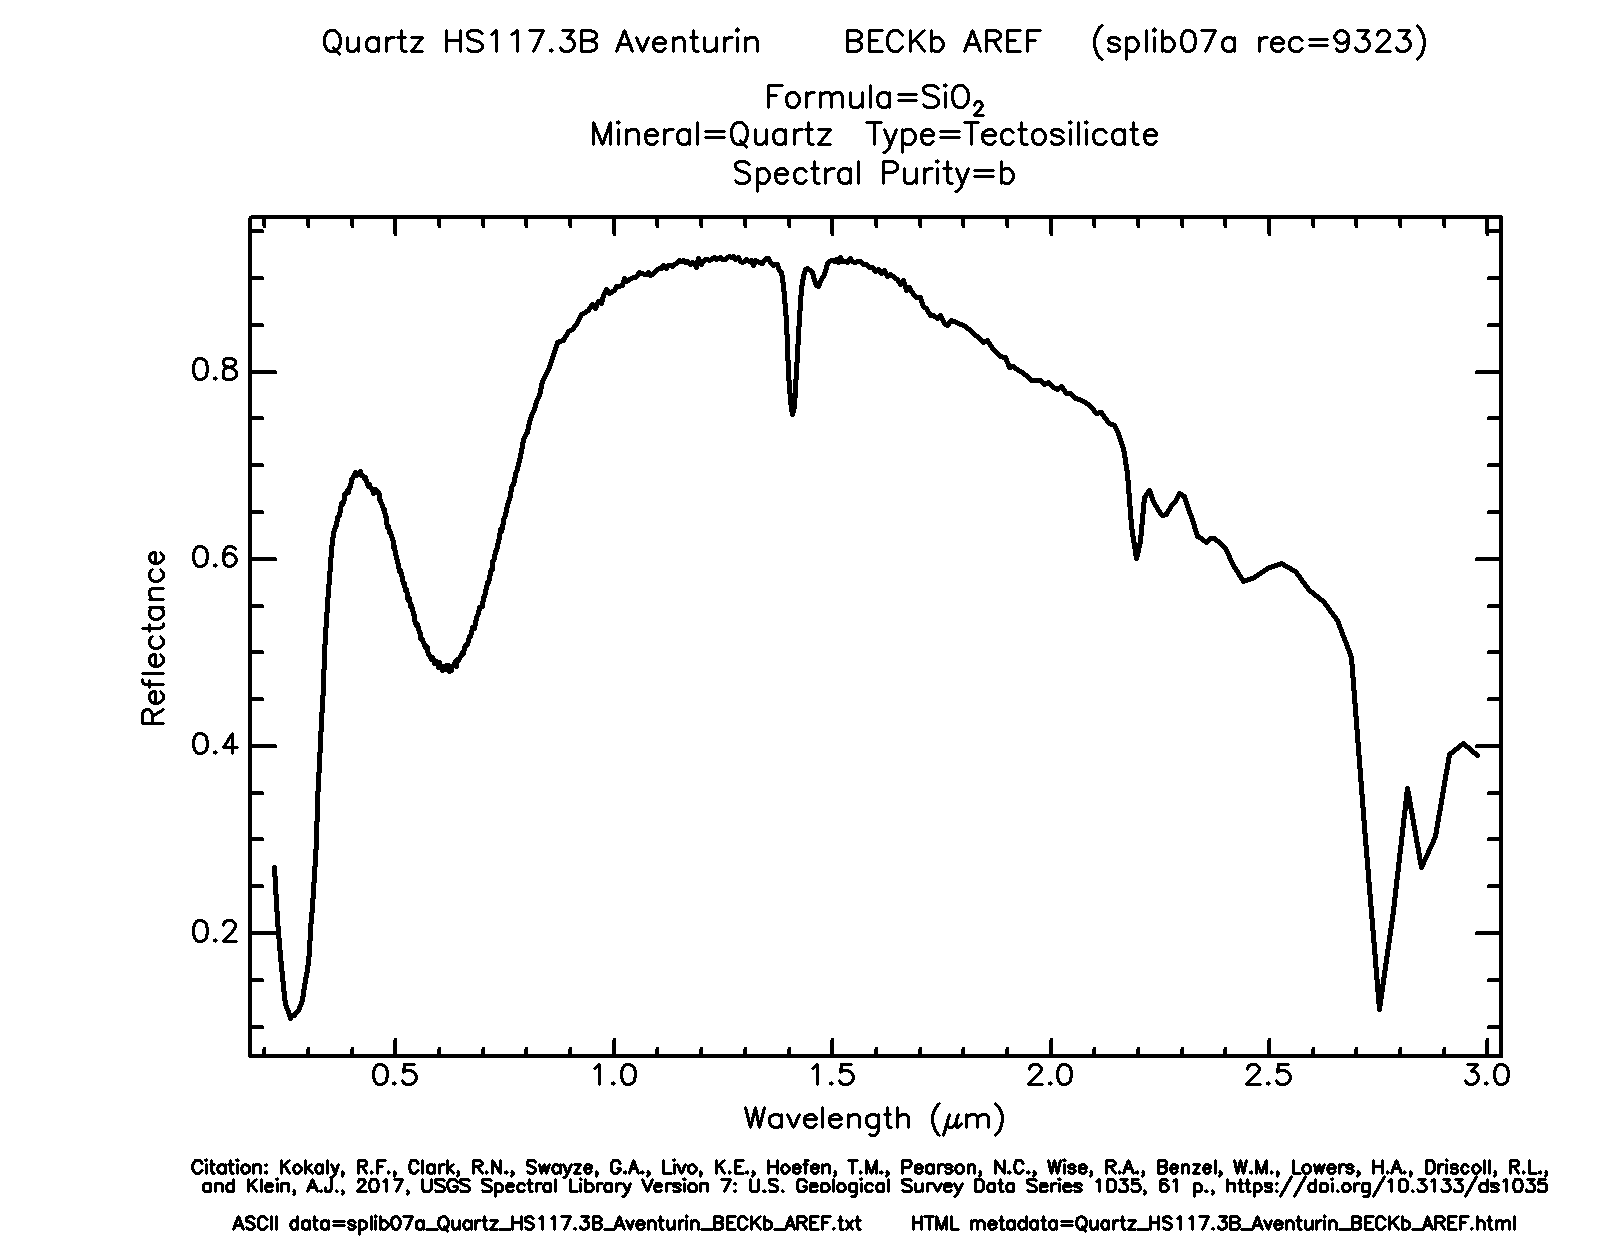 Quartz HS117.3B Aventurin BECKb AREF (splib07a rec=9323)
Formula=SiO₂
Mineral=Quartz Type=Tectosilicate
Spectral Purity=b
0.8
0.6
0.4
0.2
Reflectance
0.5 1.0 1.5 2.0 2.5 3.0
Wavelength (μm)
Citation: Kokaly, R.F., Clark, R.N., Swayze, G.A., Livo, K.E., Hoefen, T.M., Pearson, N.C., Wise, R.A., Benzel, W.M., Lowers, H.A., Driscoll, R.L.,
and Klein, A.J., 2017, USGS Spectral Library Version 7: U.S. Geological Survey Data Series 1035, 61 p., https://doi.org/10.3133/ds1035
ASCII data=splib07a_Quartz_HS117.3B_Aventurin_BECKb_AREF.txt HTML metadata=Quartz_HS117.3B_Aventurin_BECKb_AREF.html